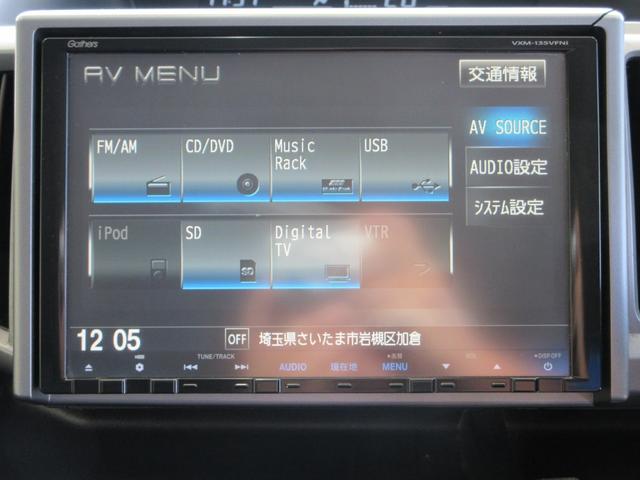 Gathers
VXM-135VFNi
AV MENU
交通情報
FM/AM
CD/DVD
Music Rack
USB
AV SOURCE
AUDIO設定
iPod
SD
Digital TV
VTR
システム設定
SD
12 05
OFF
埼玉県さいたま市岩槻区加倉
TUNE/TRACK
AUDIO
現在地
MENU
DISP OFF